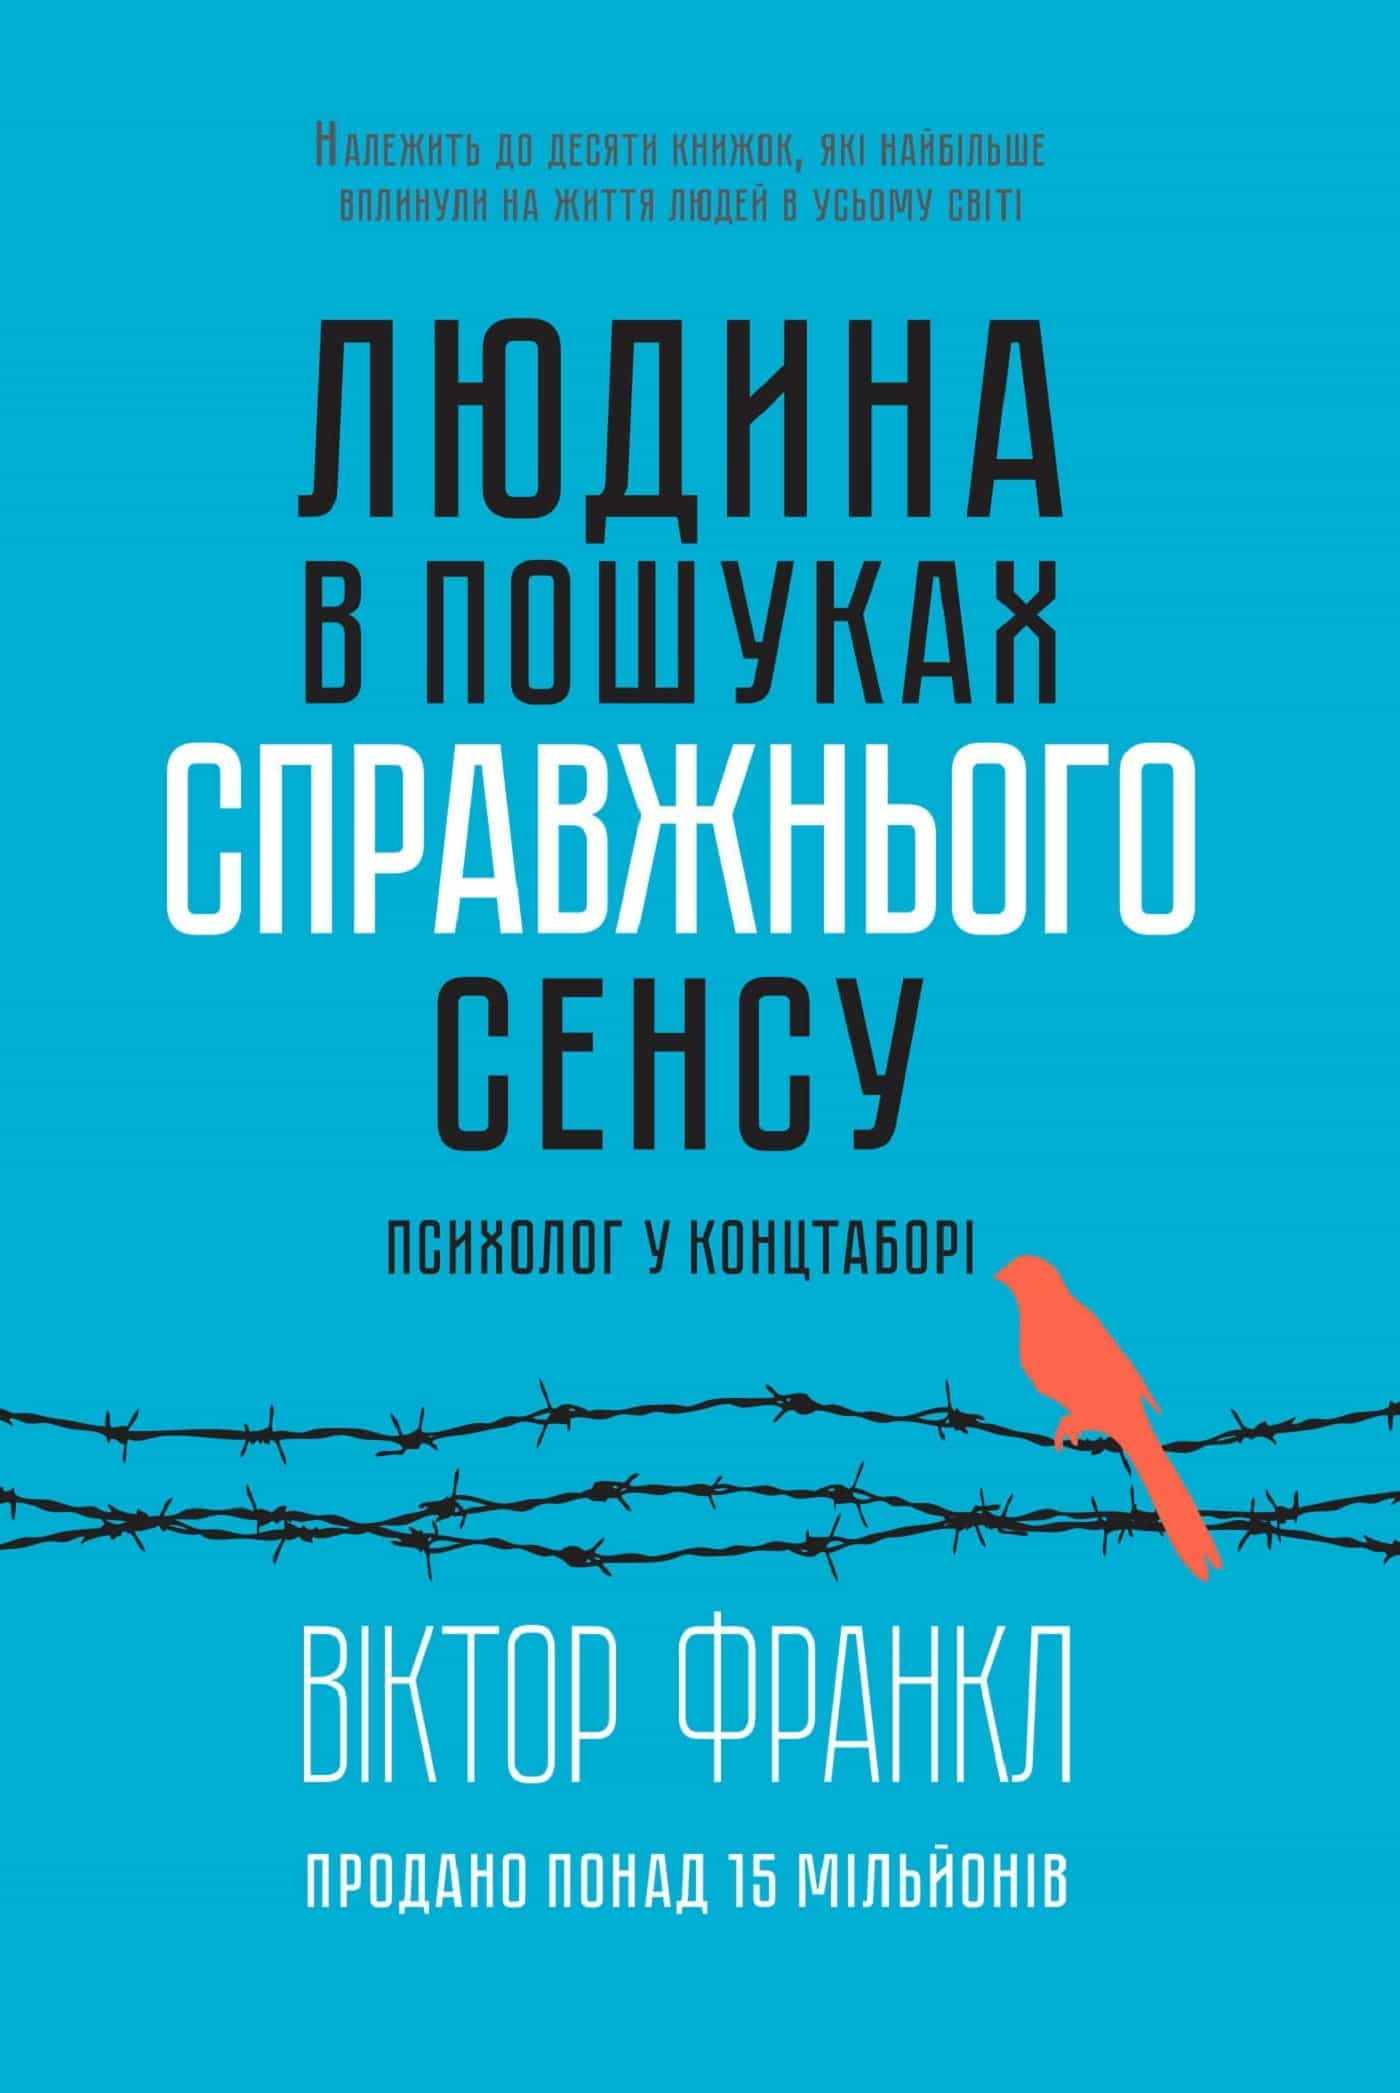 Належить до десяти книжок, які найбільше
вплинули на життя людей в усьому світі
ЛЮДИНА
В ПОШУКАХ
СПРАВЖНЬОГО
СЕНСУ
ПСИХОЛОГ У КОНЦТАБОРІ
ВІКТОР ФРАНКЛ
ПРОДАНО ПОНАД 15 МІЛЬЙОНІВ